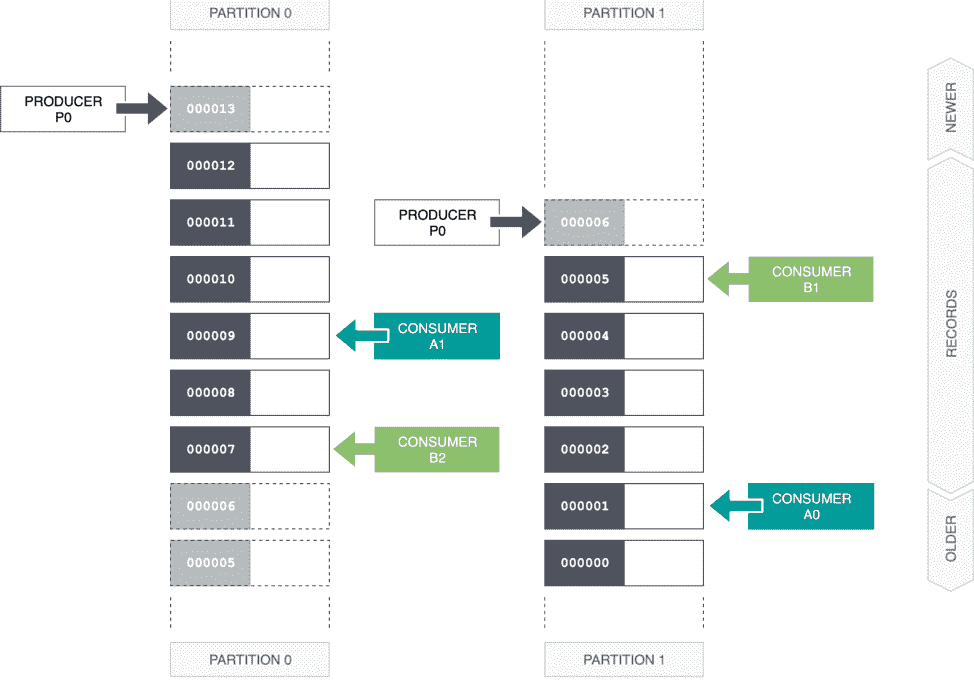 PARTITION 0
PARTITION 1
PRODUCER
P0
000013
NEWER
000012
000011
PRODUCER
P0
000006
000010
000005
CONSUMER
B1
000009
CONSUMER
A1
000004
RECORDS
000008
000003
000007
CONSUMER
B2
000002
000006
000001
CONSUMER
A0
000005
000000
OLDER
PARTITION 0
PARTITION 1